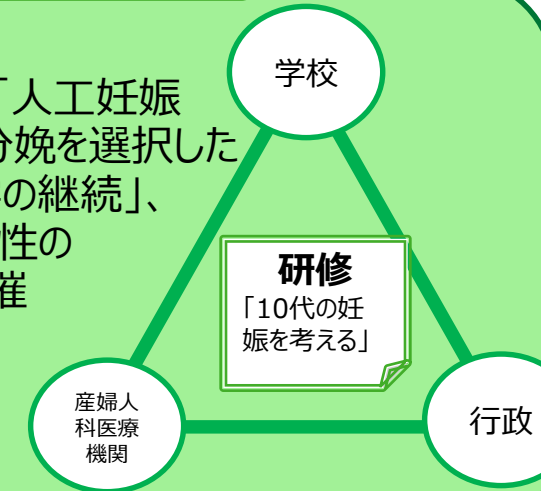 学校
「人工妊娠
分娩を選択した
の継続」、
性の
催
研修
「10代の妊
娠を考える」
産婦人
科医療
機関
行政